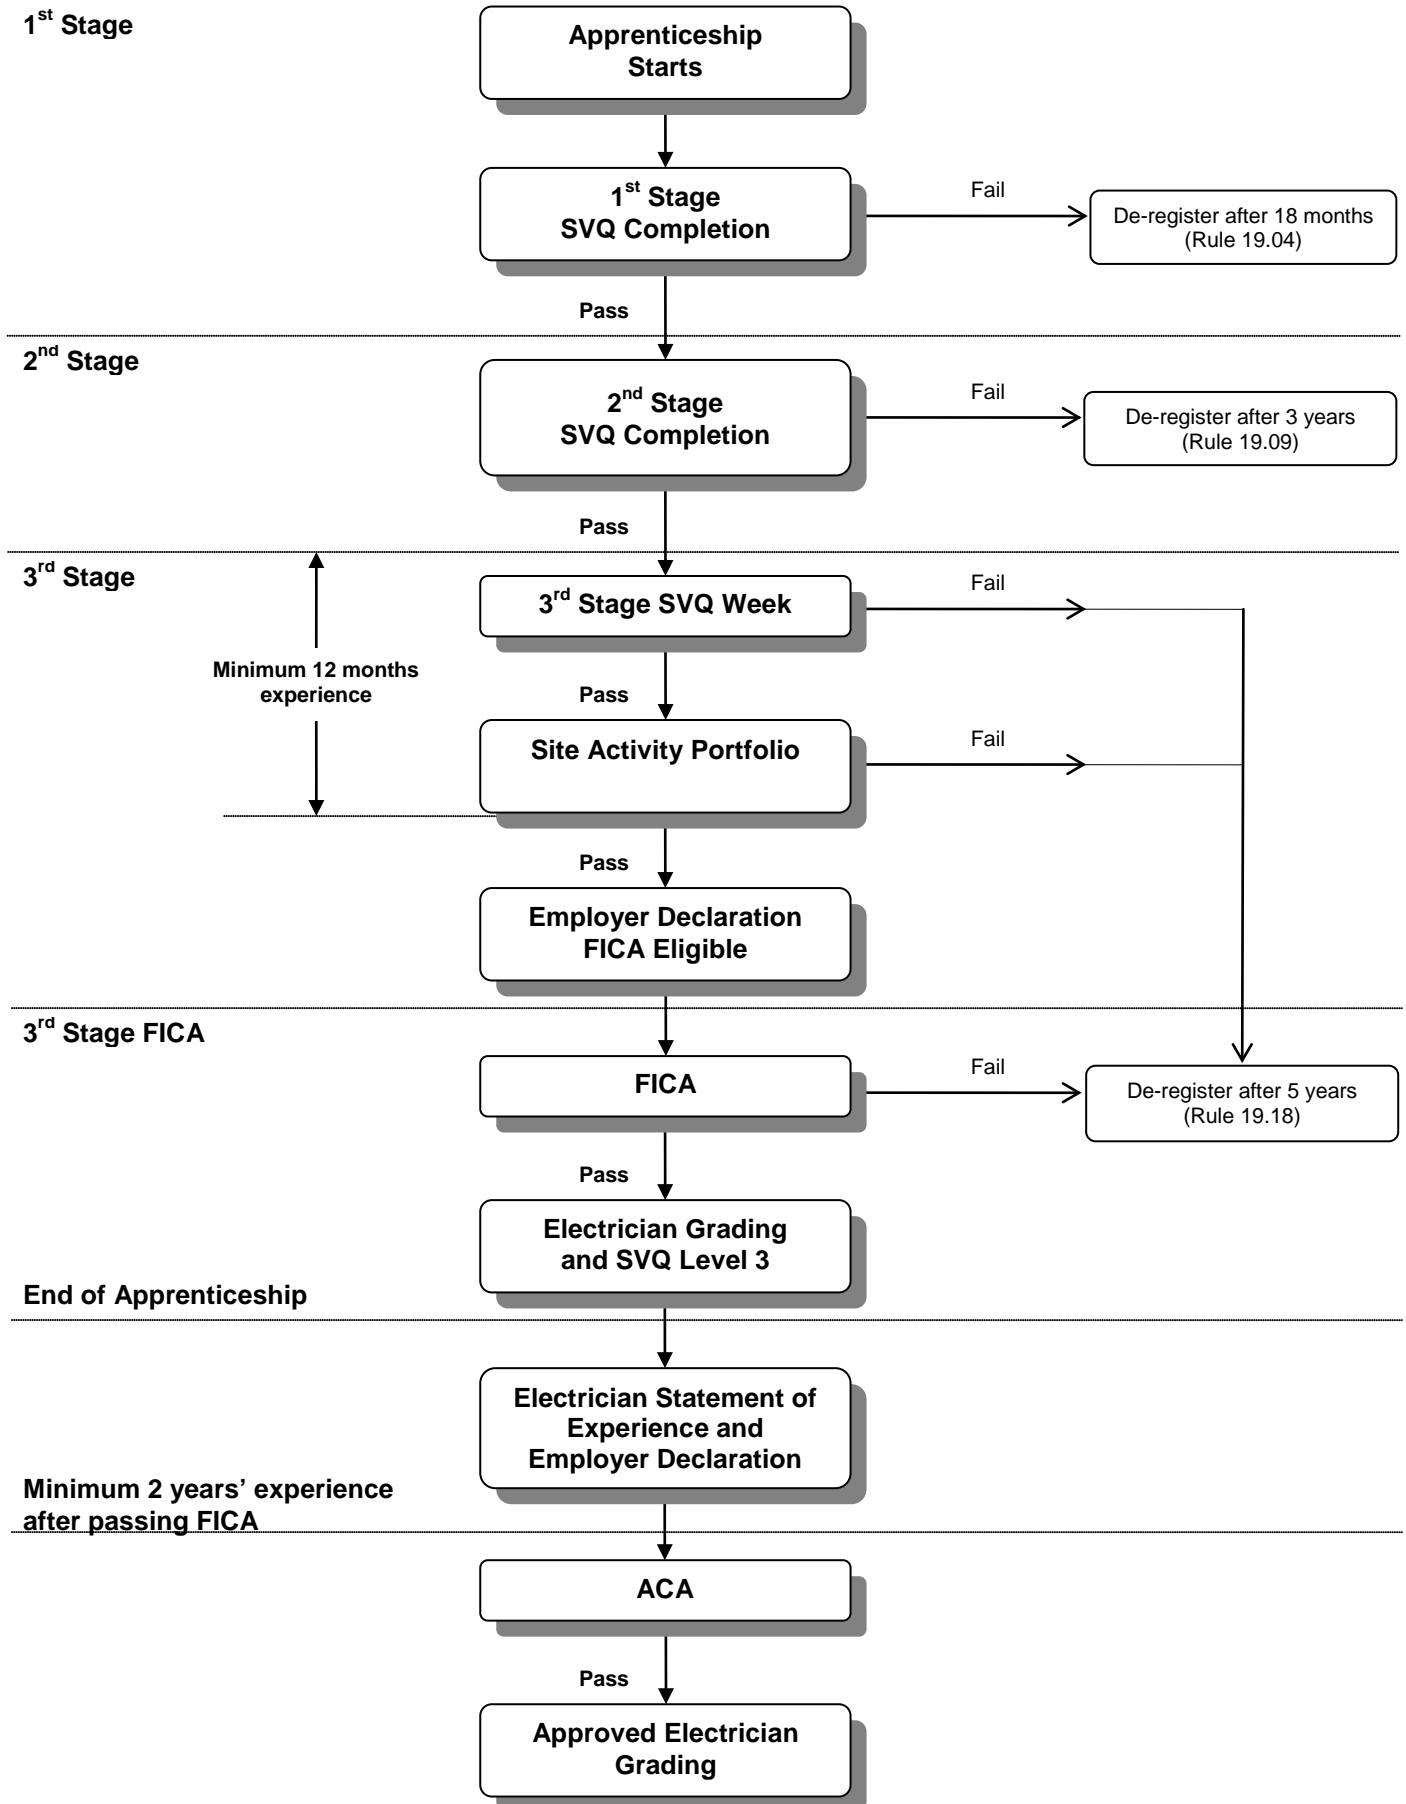 1st Stage
Apprenticeship
Starts
1st Stage
SVQ Completion
Fail
De-register after 18 months
(Rule 19.04)
Pass
2nd Stage
2nd Stage
SVQ Completion
Fail
De-register after 3 years
(Rule 19.09)
Pass
3rd Stage
3rd Stage SVQ Week
Fail
Minimum 12 months
experience
Pass
Site Activity Portfolio
Fail
Pass
Employer Declaration
FICA Eligible
3rd Stage FICA
FICA
Fail
De-register after 5 years
(Rule 19.18)
Pass
Electrician Grading
and SVQ Level 3
End of Apprenticeship
Electrician Statement of
Experience and
Employer Declaration
Minimum 2 years’ experience
after passing FICA
ACA
Pass
Approved Electrician
Grading